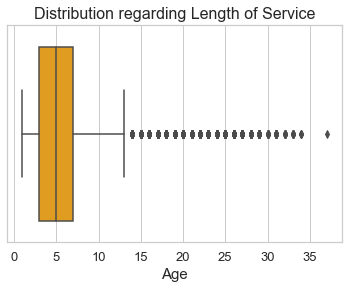 Distribution regarding Length of Service
0 5 10 15 20 25 30 35
Age